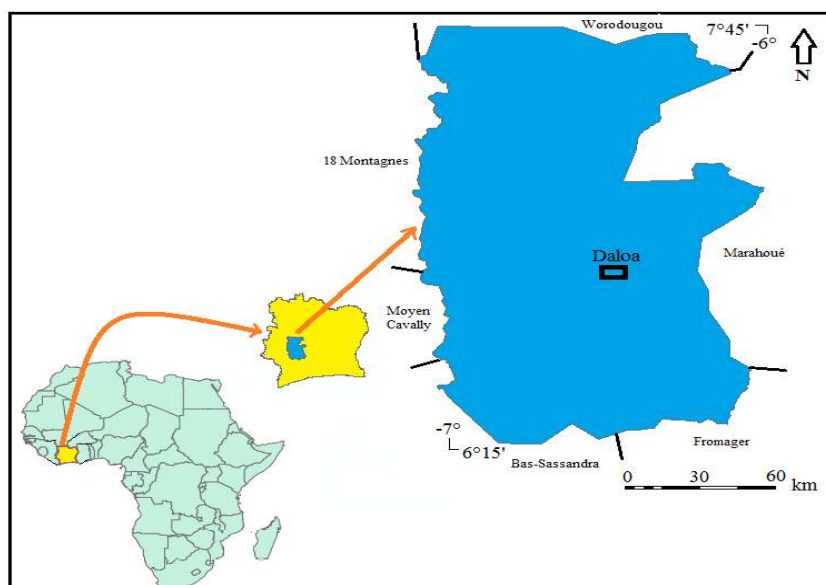 Worodougou
7°45'
-6°
N
18 Montagnes
Daloa
Marahoué
Moyen
Cavally
-7°
6°15'
Bas-Sassandra
Fromager
0 30 60 km